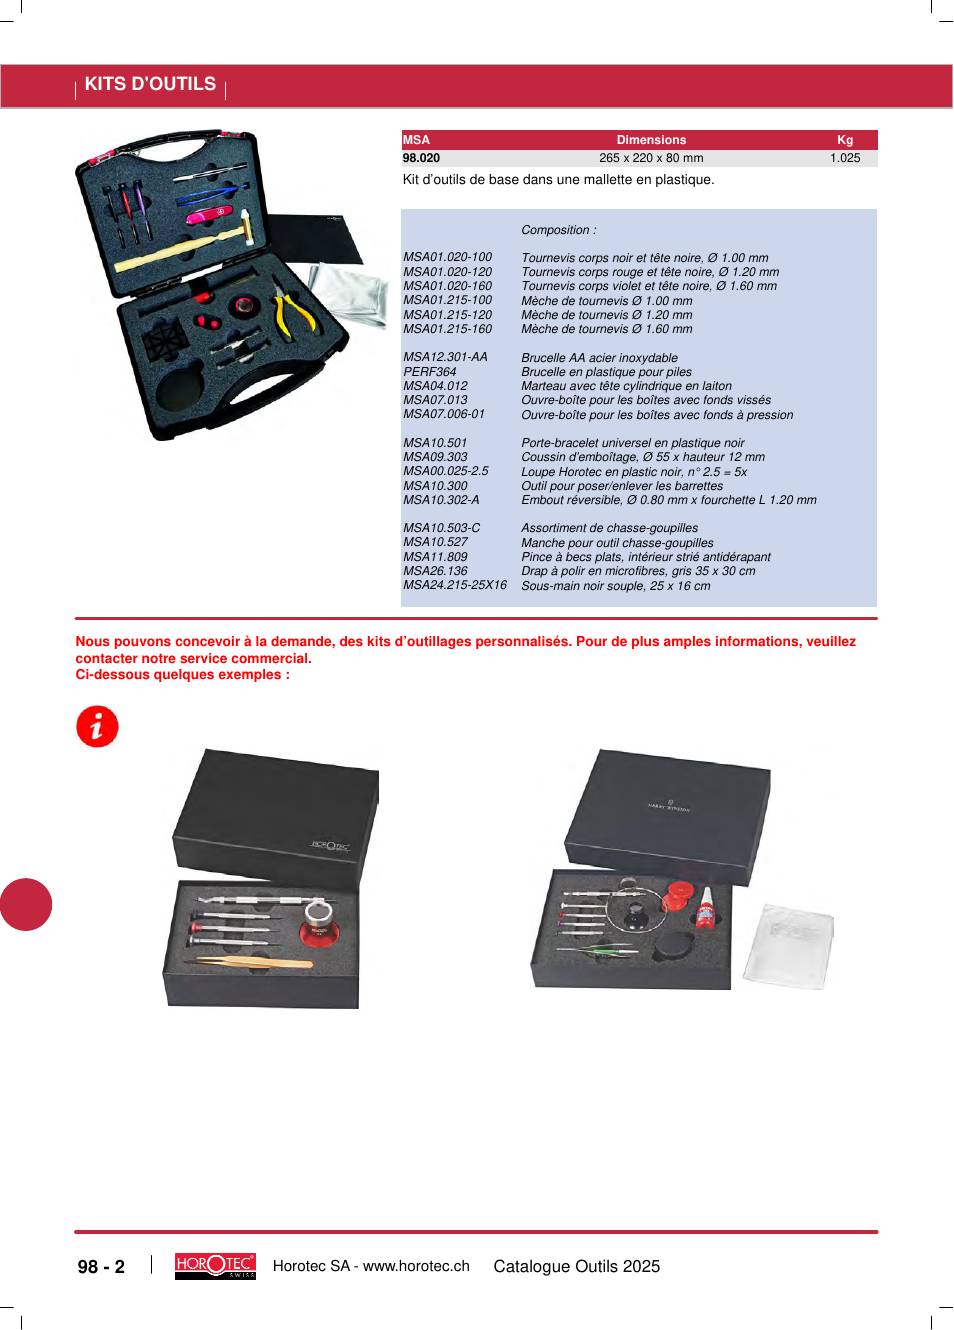 KITS D'OUTILS
MSA Dimensions Kg
98.020 265 x 220 x 80 mm 1.025
Kit d'outils de base dans une mallette en plastique.
Composition :
MSA01.020-100 Tournevis corps noir et tête noire, Ø 1.00 mm
MSA01.020-120 Tournevis corps rouge et tête noire, Ø 1.20 mm
MSA01.020-160 Tournevis corps violet et tête noire, Ø 1.60 mm
MSA01.215-100 Mèche de tournevis Ø 1.00 mm
MSA01.215-120 Mèche de tournevis Ø 1.20 mm
MSA01.215-160 Mèche de tournevis Ø 1.60 mm
MSA12.301-AA Brucelle AA acier inoxydable
PERF364 Brucelle en plastique pour piles
MSA04.012 Marteau avec tête cylindrique en laiton
MSA07.013 Ouvre-boîte pour les boîtes avec fonds vissés
MSA07.006-01 Ouvre-boîte pour les boîtes avec fonds à pression
MSA10.501 Porte-bracelet universel en plastique noir
MSA09.303 Coussin d'emboîtage, Ø 55 x hauteur 12 mm
MSA00.025-2.5 Loupe Horotec en plastic noir, n° 2.5 = 5x
MSA10.300 Outil pour poser/enlever les barrettes
MSA10.302-A Embout réversible, Ø 0.80 mm x fourchette L 1.20 mm
MSA10.503-C Assortiment de chasse-goupilles
MSA10.527 Manche pour outil chasse-goupilles
MSA11.809 Pince à becs plats, intérieur strié antidérapant
MSA26.136 Drap à polir en microfibres, gris 35 x 30 cm
MSA24.215-25X16 Sous-main noir souple, 25 x 16 cm
Nous pouvons concevoir à la demande, des kits d'outillages personnalisés. Pour de plus amples informations, veuillez
contacter notre service commercial.
Ci-dessous quelques exemples :
i
HOROTEC
HARRY WINSTON
98 - 2 HOROTEC SWISS Horotec SA - www.horotec.ch Catalogue Outils 2025